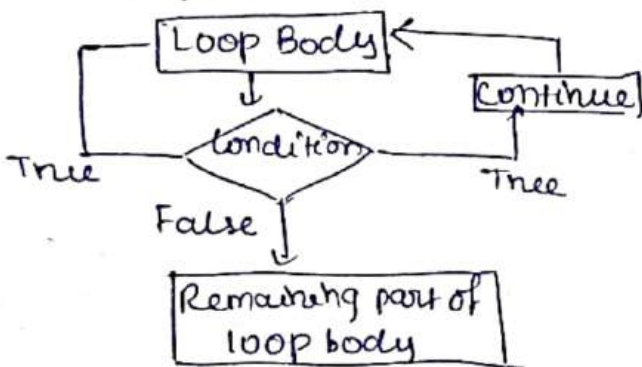 Loop Body
Continue
Condition
True
True
False
Remaining part of
loop body